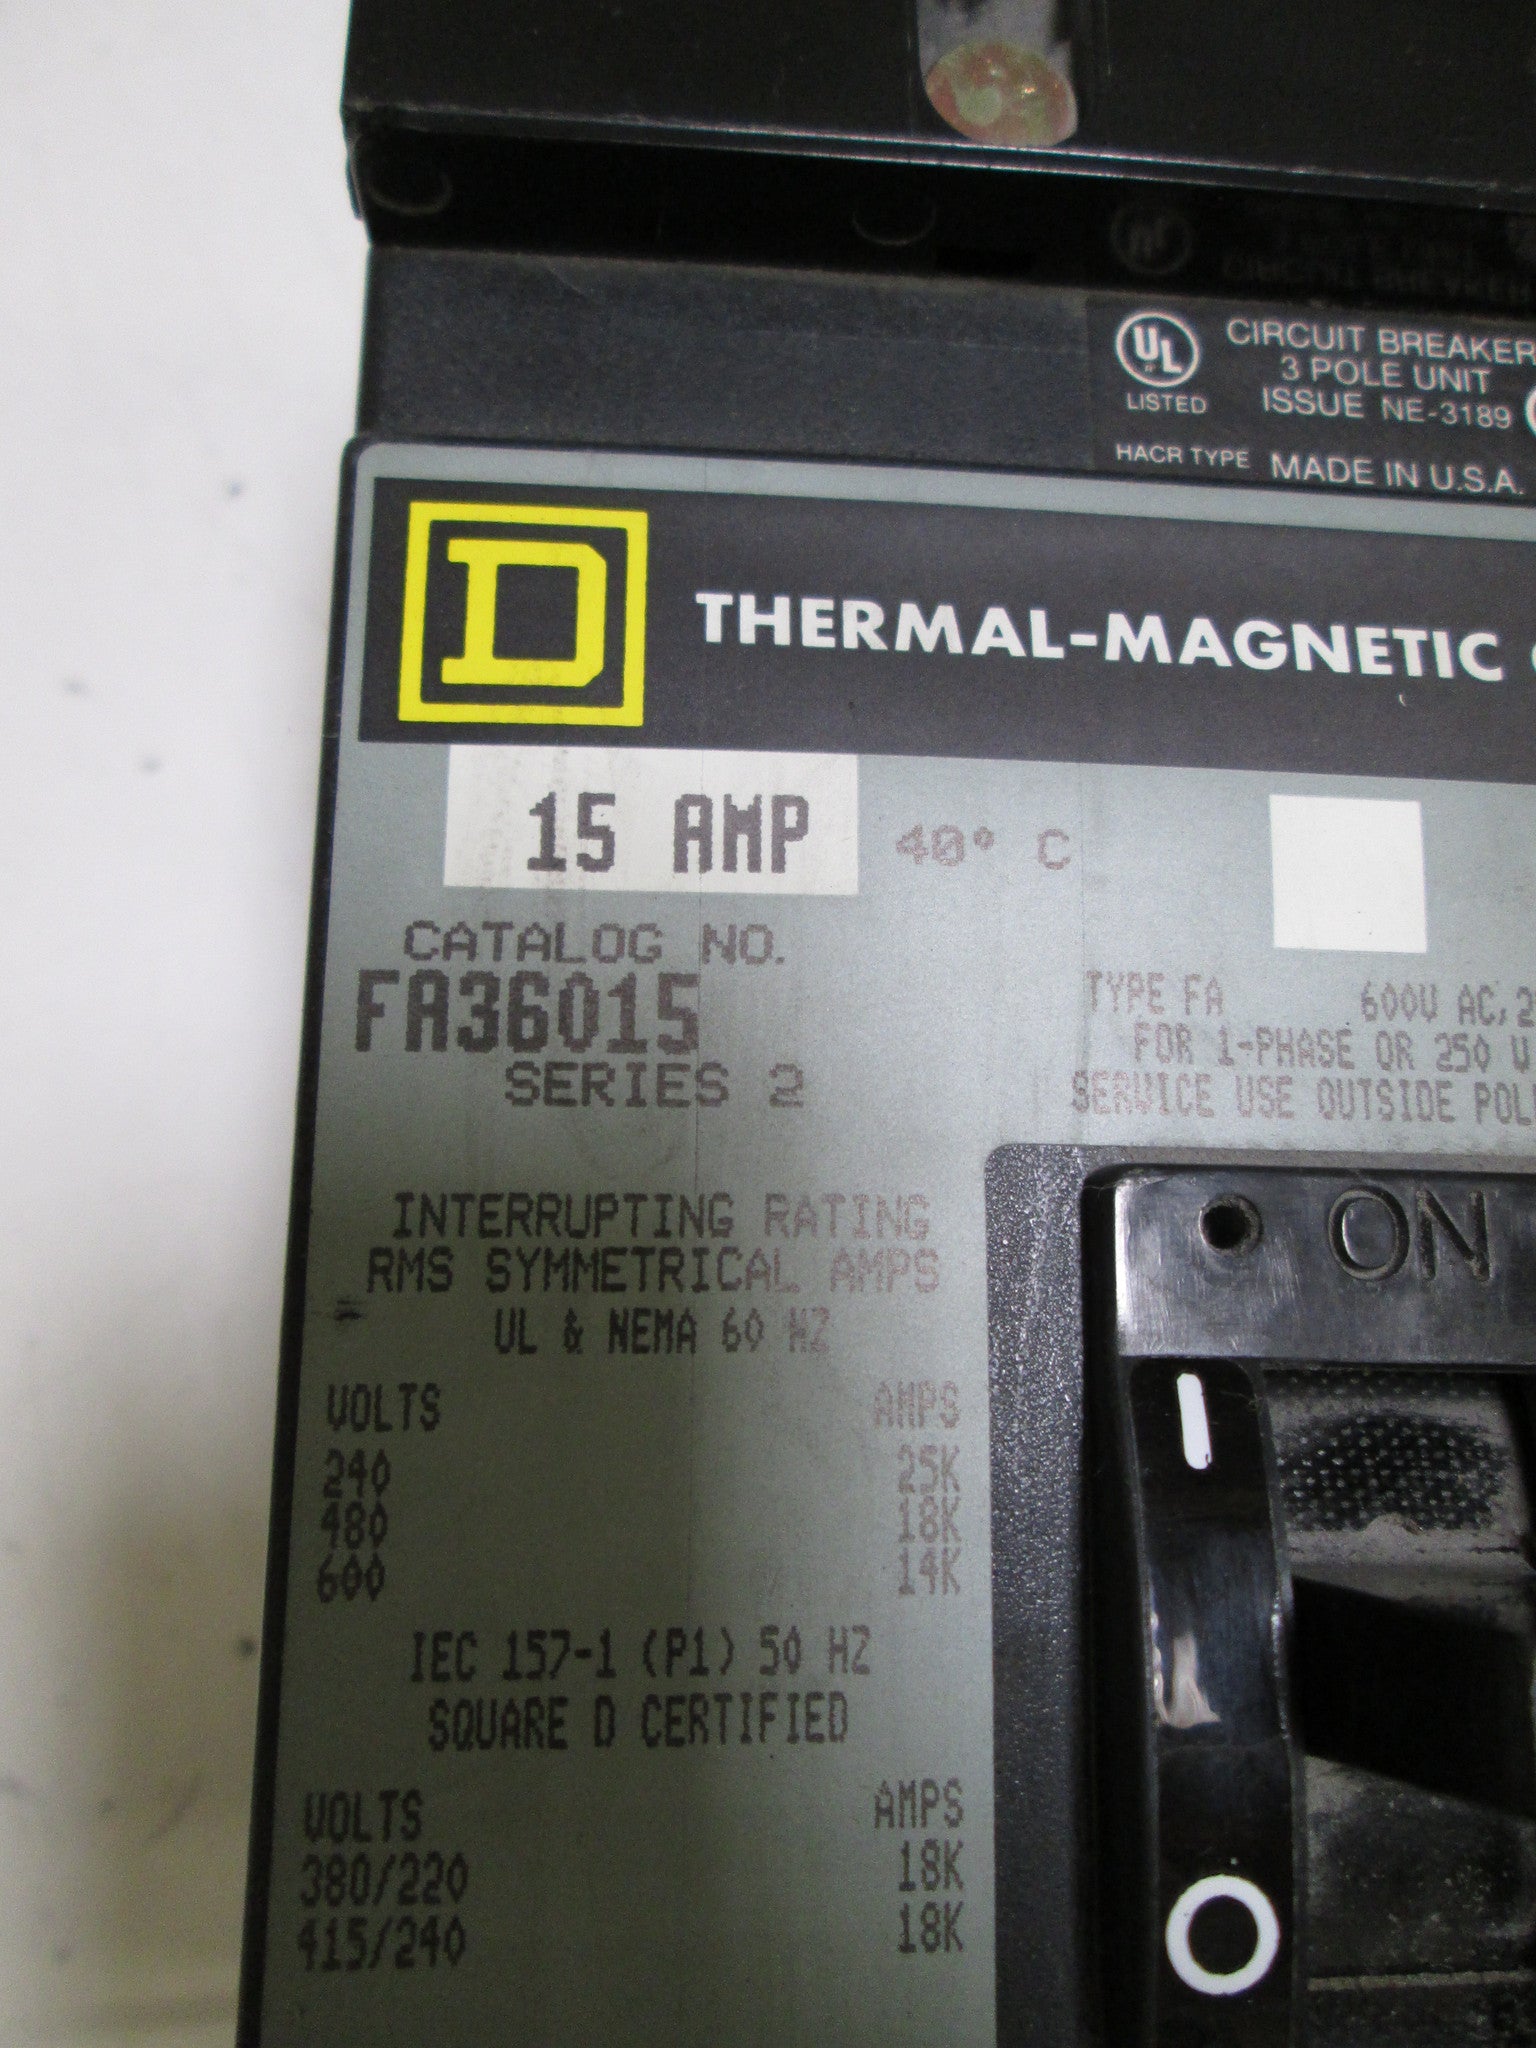 UL
LISTED
CIRCUIT BREAKER
3 POLE UNIT
ISSUE NE-3189
HACR TYPE MADE IN U.S.A.
D
THERMAL-MAGNETIC
15 AMP 40° C
CATALOG NO.
FA36015
SERIES 2
TYPE FA 600V AC, 2
FOR 1-PHASE OR 250 V
SERVICE USE OUTSIDE POL
INTERRUPTING RATING
RMS SYMMETRICAL AMPS
UL & NEMA 60 HZ
VOLTS AMPS
240 25K
480 18K
600 14K
IEC 157-1 (P1) 50 HZ
SQUARE D CERTIFIED
VOLTS AMPS
380/220 18K
415/240 18K
ON
I
O